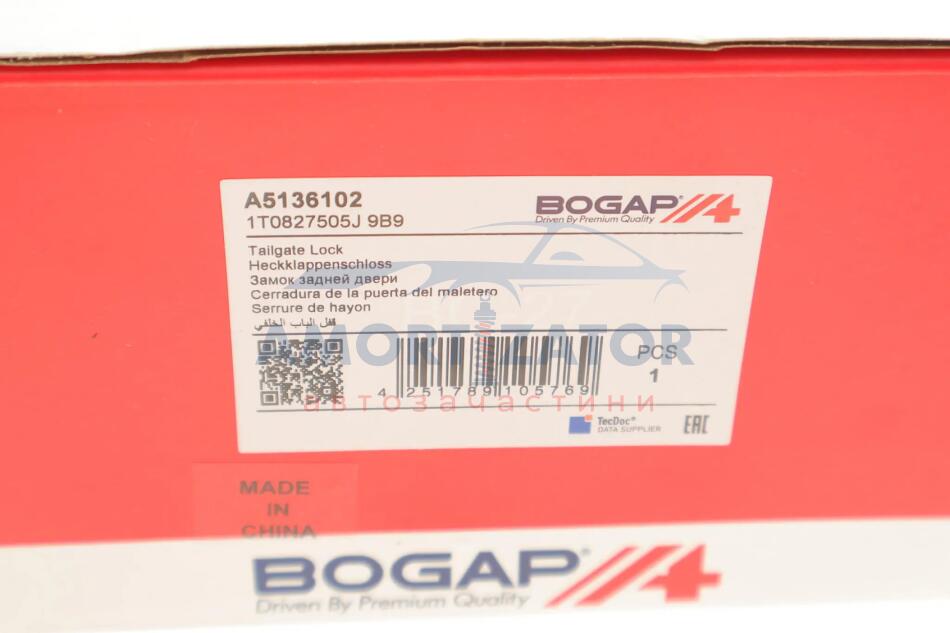 A5136102
1T0827505J 9B9
BOGAP
Driven By Premium Quality
Tailgate Lock
Heckklappenschloss
Замок задней двери
Cerradura de la puerta del maletero
Serrure de hayon
قفل الباب الخلفي
AMORTIZATOR
автозапчастини
4 251789 105769
PCS
1
TecDoc®
DATA SUPPLIER
EAC
MADE
IN
CHINA
BOGAP®
Driven By Premium Quality